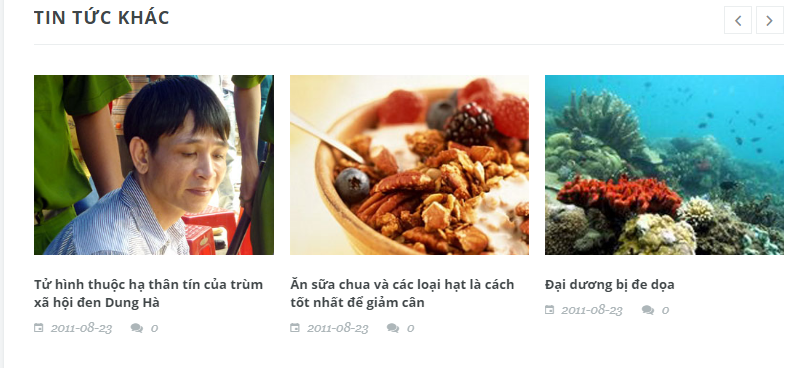 TIN TỨC KHÁC
Tử hình thuộc hạ thân tín của trùm
xã hội đen Dung Hà
2011-08-23 0
Ăn sữa chua và các loại hạt là cách
tốt nhất để giảm cân
2011-08-23 0
Đại dương bị đe dọa
2011-08-23 0